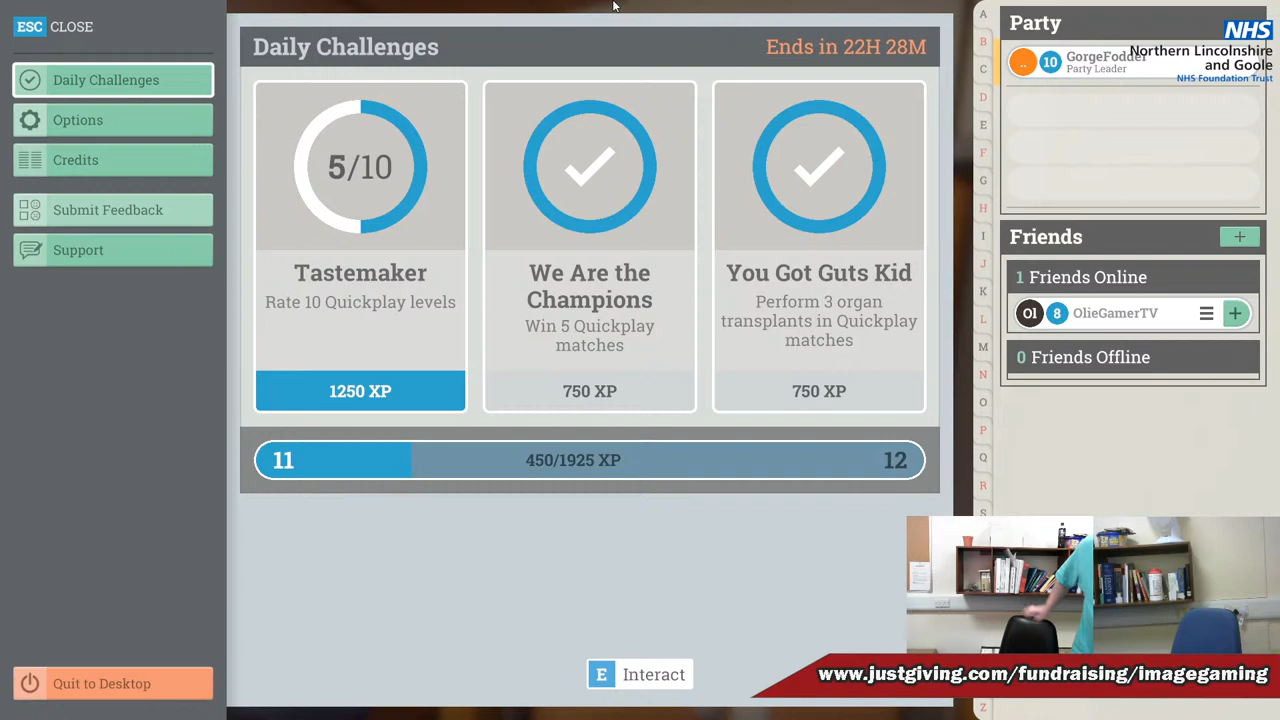 ESC CLOSE
Daily Challenges
Options
Credits
Submit Feedback
Support
Quit to Desktop
Daily Challenges
Ends in 22H 28M
5/10
Tastemaker
Rate 10 Quickplay levels
1250 XP
We Are the
Champions
Win 5 Quickplay
matches
750 XP
You Got Guts Kid
Perform 3 organ
transplants in Quickplay
matches
750 XP
11
450/1925 XP
12
E Interact
A
B
C
D
E
F
G
H
I
J
K
L
M
N
O
P
Q
R
S
Z
Party
.. 10 GorgeFodder
Party Leader
NHS
Northern Lincolnshire
and Goole
NHS Foundation Trust
Friends
+
1 Friends Online
Ol 8 OlieGamerTV
+
0 Friends Offline
www.justgiving.com/fundraising/imagegaming